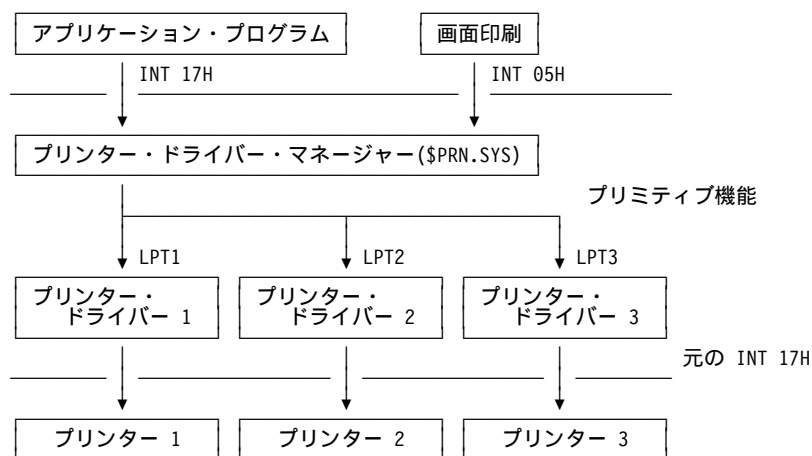 アプリケーション・プログラム
画面印刷
INT 17H
INT 05H
プリンター・ドライバー・マネージャー($PRN.SYS)
プリミティブ機能
LPT1
LPT2
LPT3
プリンター・
ドライバー 1
プリンター・
ドライバー 2
プリンター・
ドライバー 3
元の INT 17H
プリンター 1
プリンター 2
プリンター 3